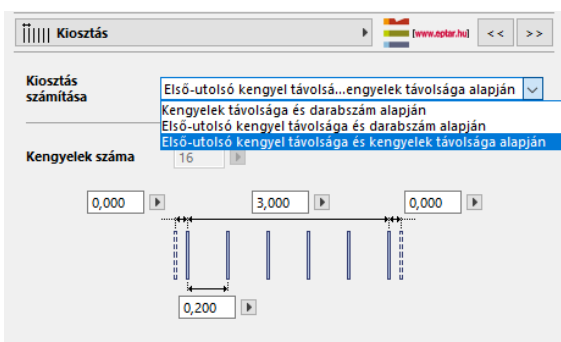 Kiosztás
[www.eptar.hu]
<<
>>
Kiosztás
számítása
Első-utolsó kengyel távolsá...engyelek távolsága alapján
Kengyelek távolsága és darabszám alapján
Első-utolsó kengyel távolsága és darabszám alapján
Első-utolsó kengyel távolsága és kengyelek távolsága alapján
Kengyelek száma
16
0,000
3,000
0,000
0,200